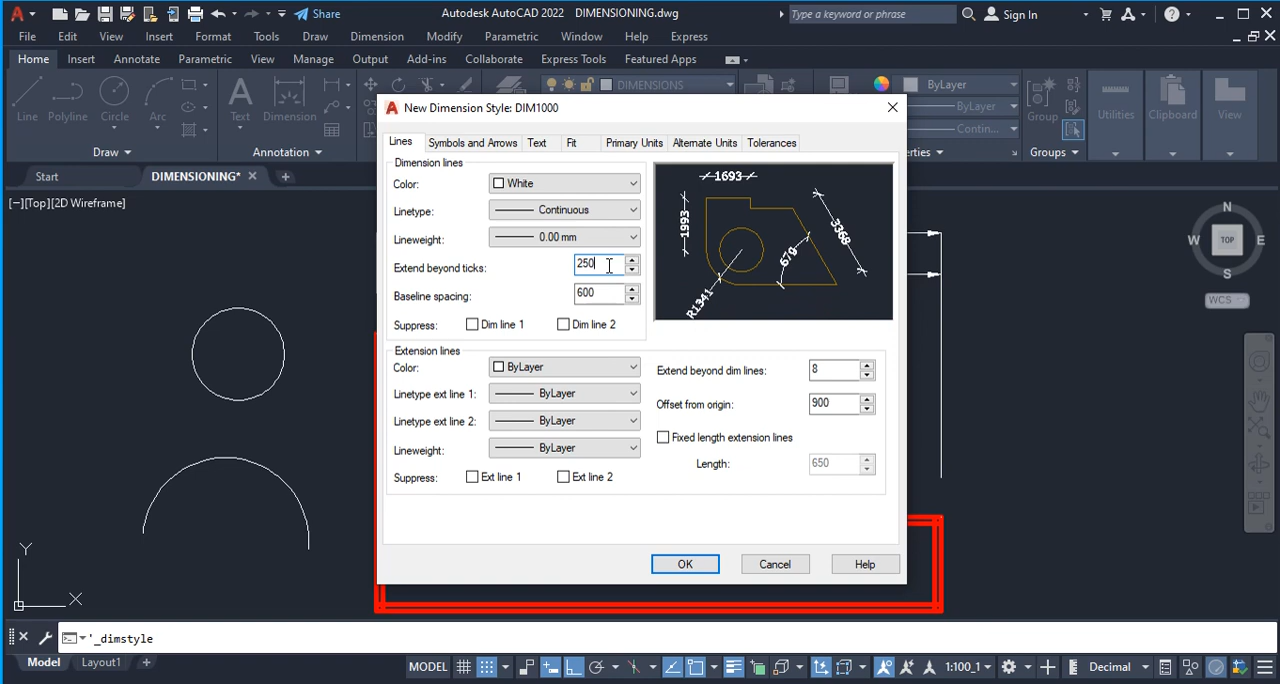 Share
Autodesk AutoCAD 2022 DIMENSIONING.dwg
Type a keyword or phrase
Sign In
File Edit View Insert Format Tools Draw Dimension Modify Parametric Window Help Express
Home Insert Annotate Parametric View Manage Output Add-ins Collaborate Express Tools Featured Apps
Line Polyline Circle Arc Text Dimension
DIMENSIONS
ByLayer
ByLayer
Contin...
Group Utilities Clipboard View
Draw Annotation
Groups
Start DIMENSIONING*
[−][Top][2D Wireframe]
New Dimension Style: DIM1000
Lines Symbols and Arrows Text Fit Primary Units Alternate Units Tolerances
Dimension lines
Color: White
Linetype: Continuous
Lineweight: 0.00 mm
Extend beyond ticks: 250
Baseline spacing: 600
Suppress: Dim line 1 Dim line 2
1693
1993
3368
67g
R1341
Extension lines
Color: ByLayer
Linetype ext line 1: ByLayer
Linetype ext line 2: ByLayer
Lineweight: ByLayer
Suppress: Ext line 1 Ext line 2
Extend beyond dim lines: 8
Offset from origin: 900
Fixed length extension lines
Length: 650
OK Cancel Help
N
W TOP E
S
WCS
Y
X
'_dimstyle
Model Layout1
MODEL
1:100_1
Decimal